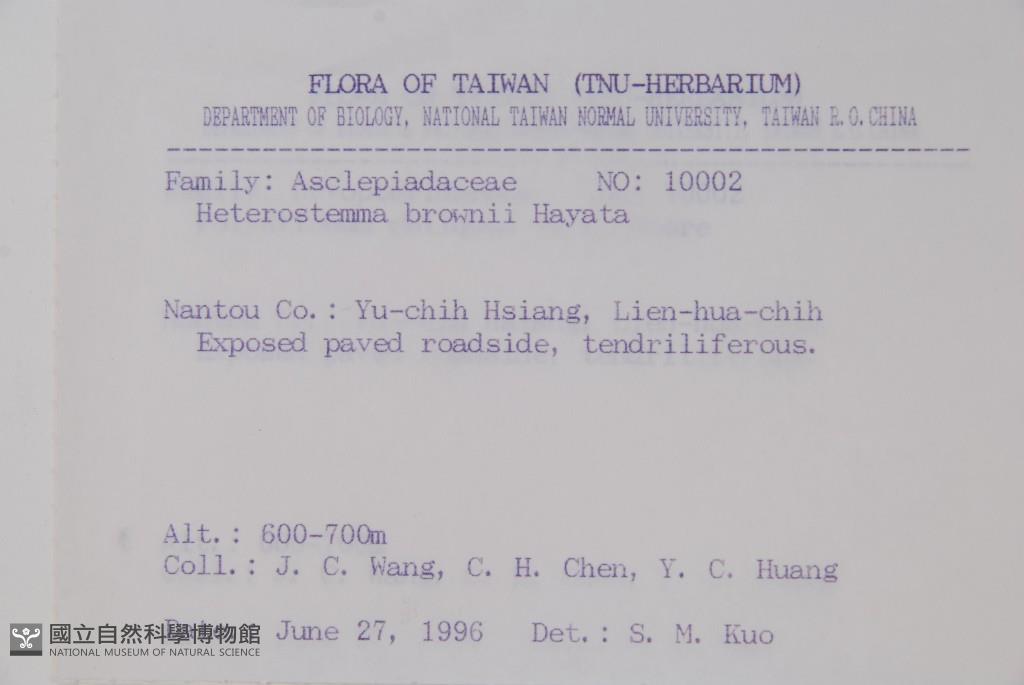 FLORA OF TAIWAN (TNU-HERBARIUM)
DEPARTMENT OF BIOLOGY, NATIONAL TAIWAN NORMAL UNIVERSITY, TAIWAN R.O.CHINA
Family: Asclepiadaceae NO: 10002
Heterostemma brownii Hayata
Nantou Co.: Yu-chih Hsiang, Lien-hua-chih
Exposed paved roadside, tendriliferous.
Alt.: 600-700m
Coll.: J. C. Wang, C. H. Chen, Y. C. Huang
June 27, 1996 Det.: S. M. Kuo
國立自然科學博物館
NATIONAL MUSEUM OF NATURAL SCIENCE